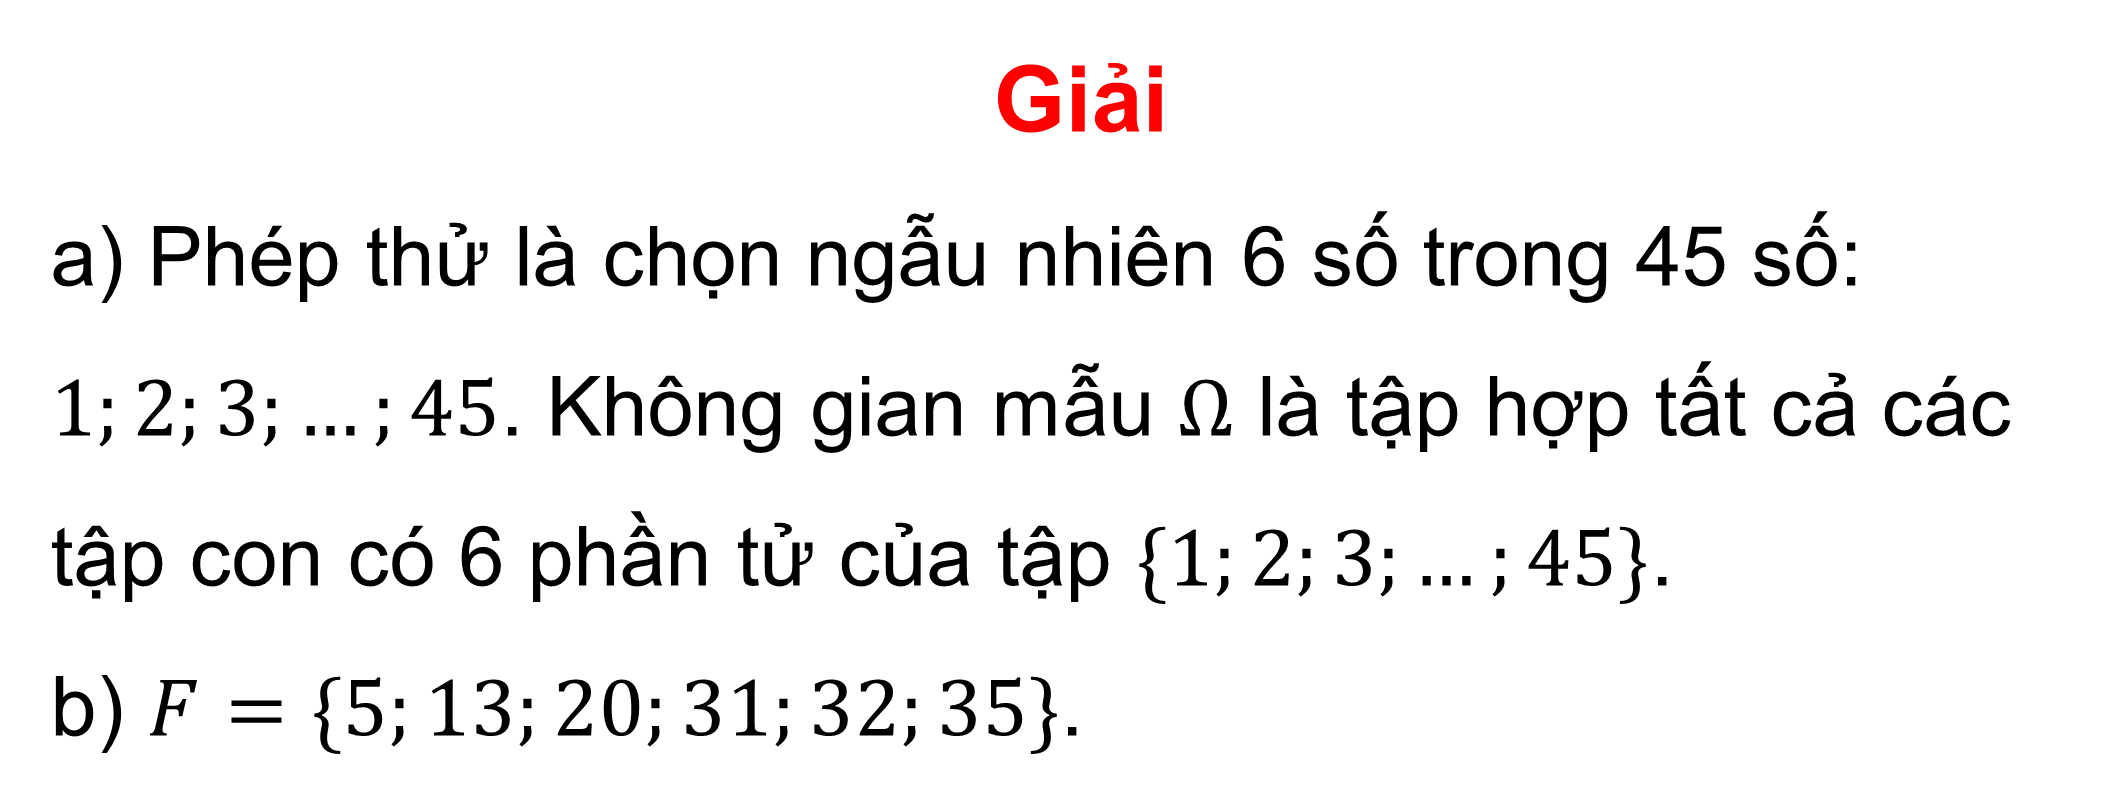 Giải
a) Phép thử là chọn ngẫu nhiên 6 số trong 45 số:
1; 2; 3; ... ; 45. Không gian mẫu Ω là tập hợp tất cả các
tập con có 6 phần tử của tập {1; 2; 3; ... ; 45}.
b) F = {5; 13; 20; 31; 32; 35}.